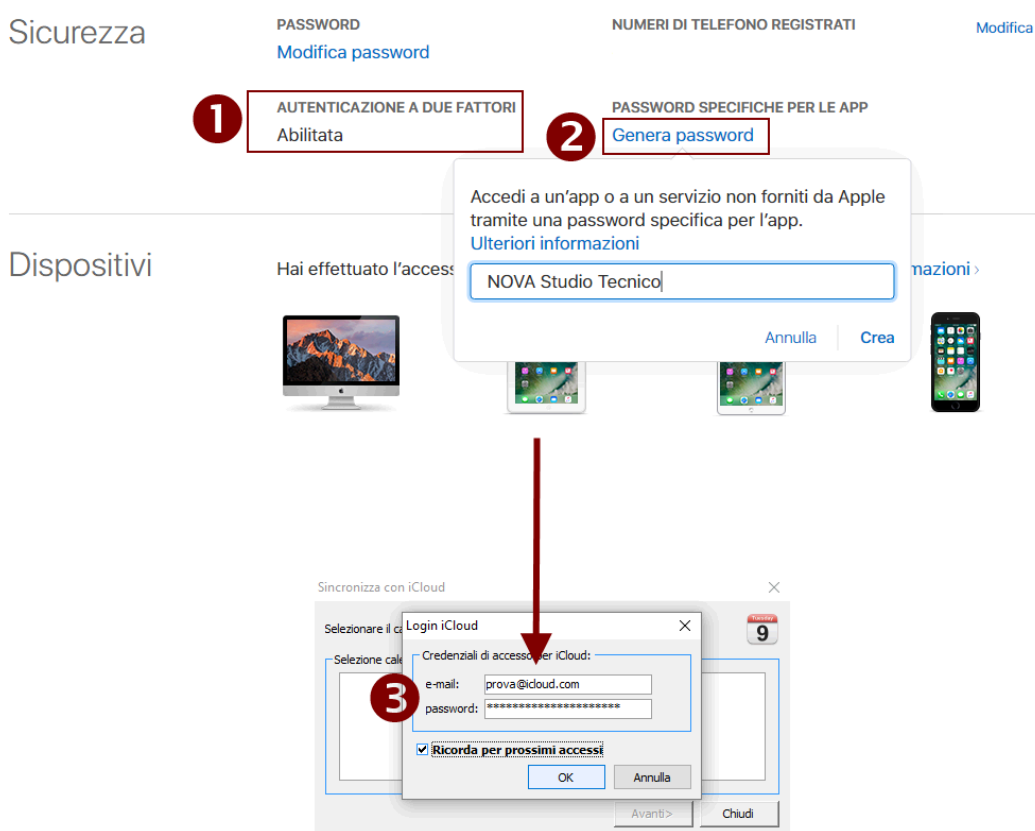 Sicurezza
PASSWORD
Modifica password
NUMERI DI TELEFONO REGISTRATI
Modifica
1
AUTENTICAZIONE A DUE FATTORI
Abilitata
2
PASSWORD SPECIFICHE PER LE APP
Genera password
Accedi a un'app o a un servizio non forniti da Apple
tramite una password specifica per l'app.
Ulteriori informazioni
NOVA Studio Tecnico
Annulla
Crea
Dispositivi
Hai effettuato l'access
mazioni ›
Sincronizza con iCloud
Selezionare il ca
Tuesday
9
Selezione cale
Login iCloud
Credenziali di accesso per iCloud:
3
e-mail: prova@icloud.com
password: *********************
Ricorda per prossimi accessi
OK
Annulla
Avanti>
Chiudi